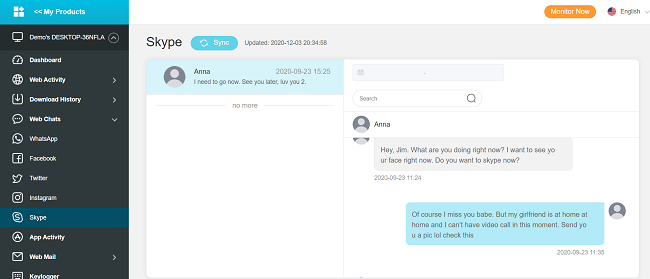 << My Products
Monitor Now
English
Demo's DESKTOP-36NFLA
Dashboard
Web Activity
Download History
Web Chats
WhatsApp
Facebook
Twitter
Instagram
Skype
App Activity
Web Mail
Keylogger
Skype
Sync
Updated: 2020-12-03 20:34:58
Anna
2020-09-23 15:25
I need to go now. See you later, luv you 2.
no more
-
Search
Anna
Hey, Jim. What are you doing right now? I want to see yo
ur face right now. Do you want to skype now?
2020-09-23 11:24
Of course I miss you babe. But my girlfriend is at home at
home and I can't have video call in this moment. Send yo
u a pic lol check this
2020-09-23 11:35